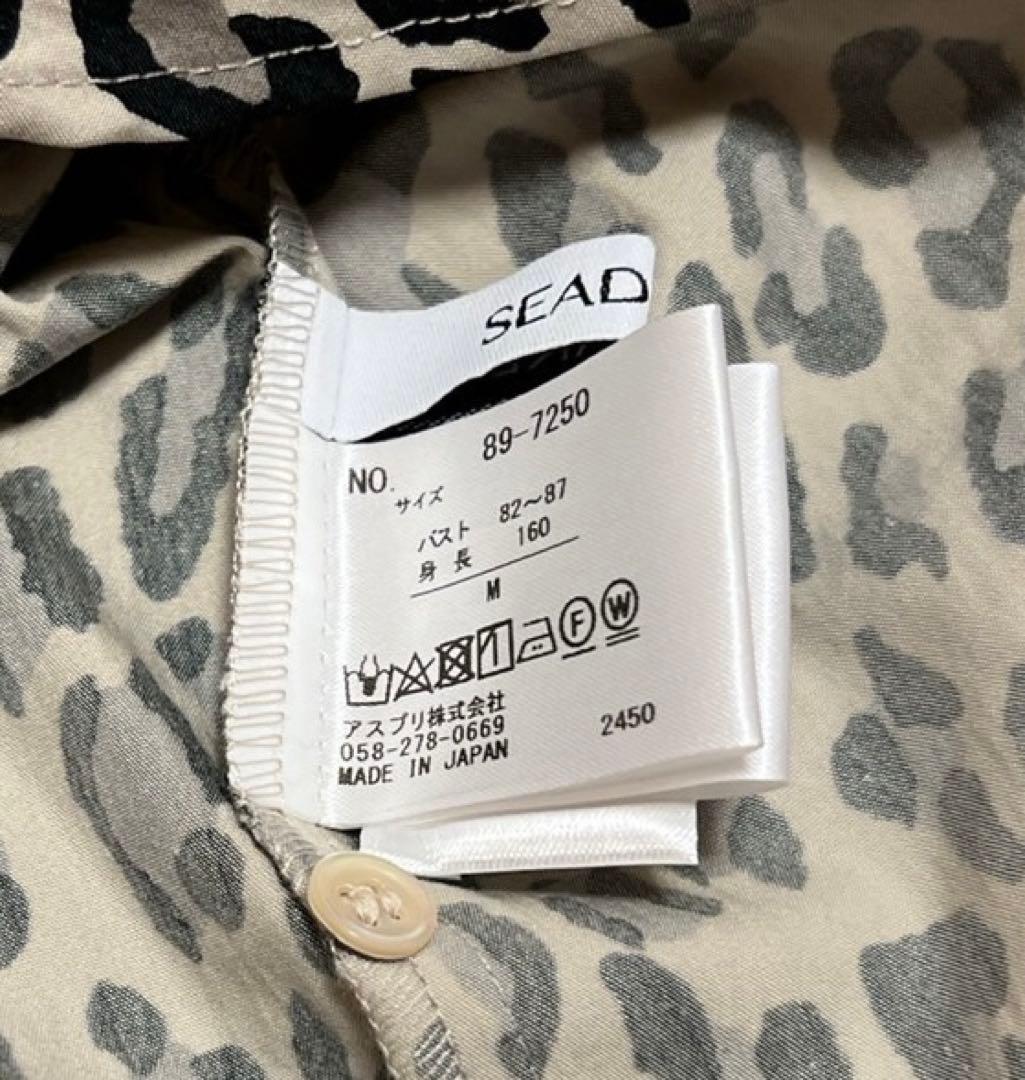 SEAD
NO. 89-7250
サイズ
バスト 82~87
身長 160
M
F W
アスプリ株式会社
058-278-0669
MADE IN JAPAN
2450